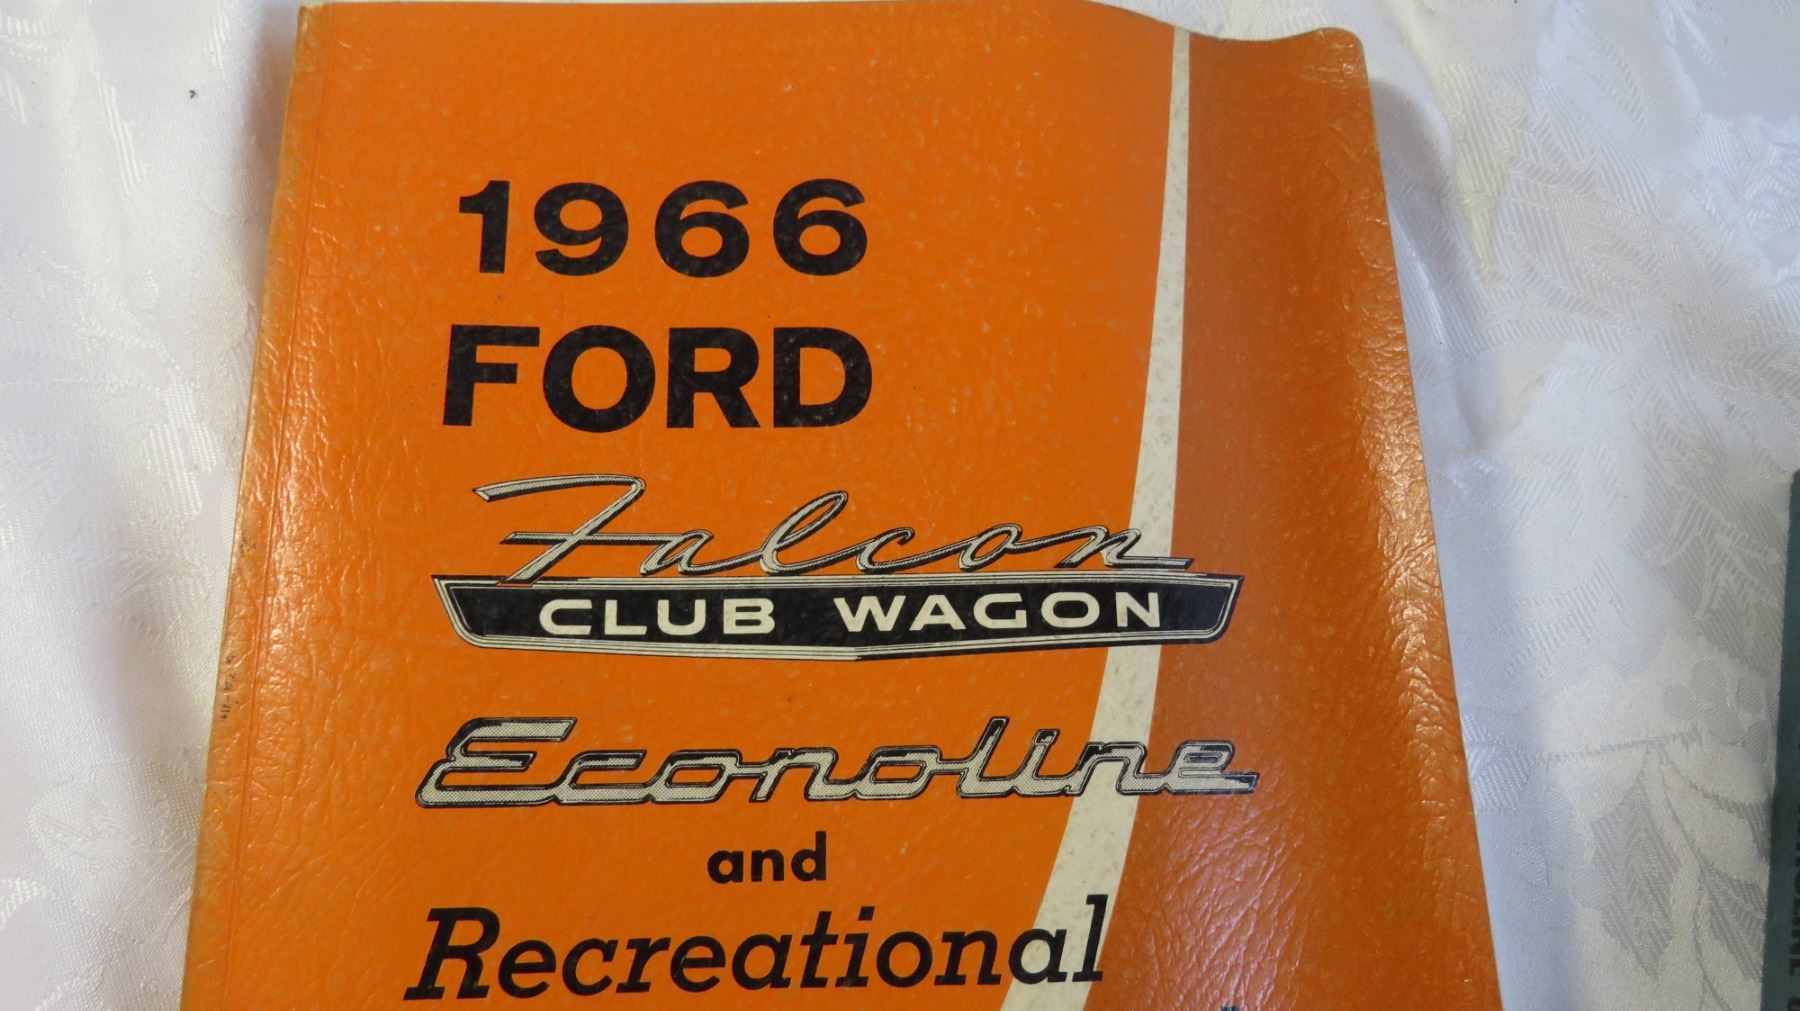 1966
FORD
Falcon
CLUB WAGON
Econoline
and
Recreational